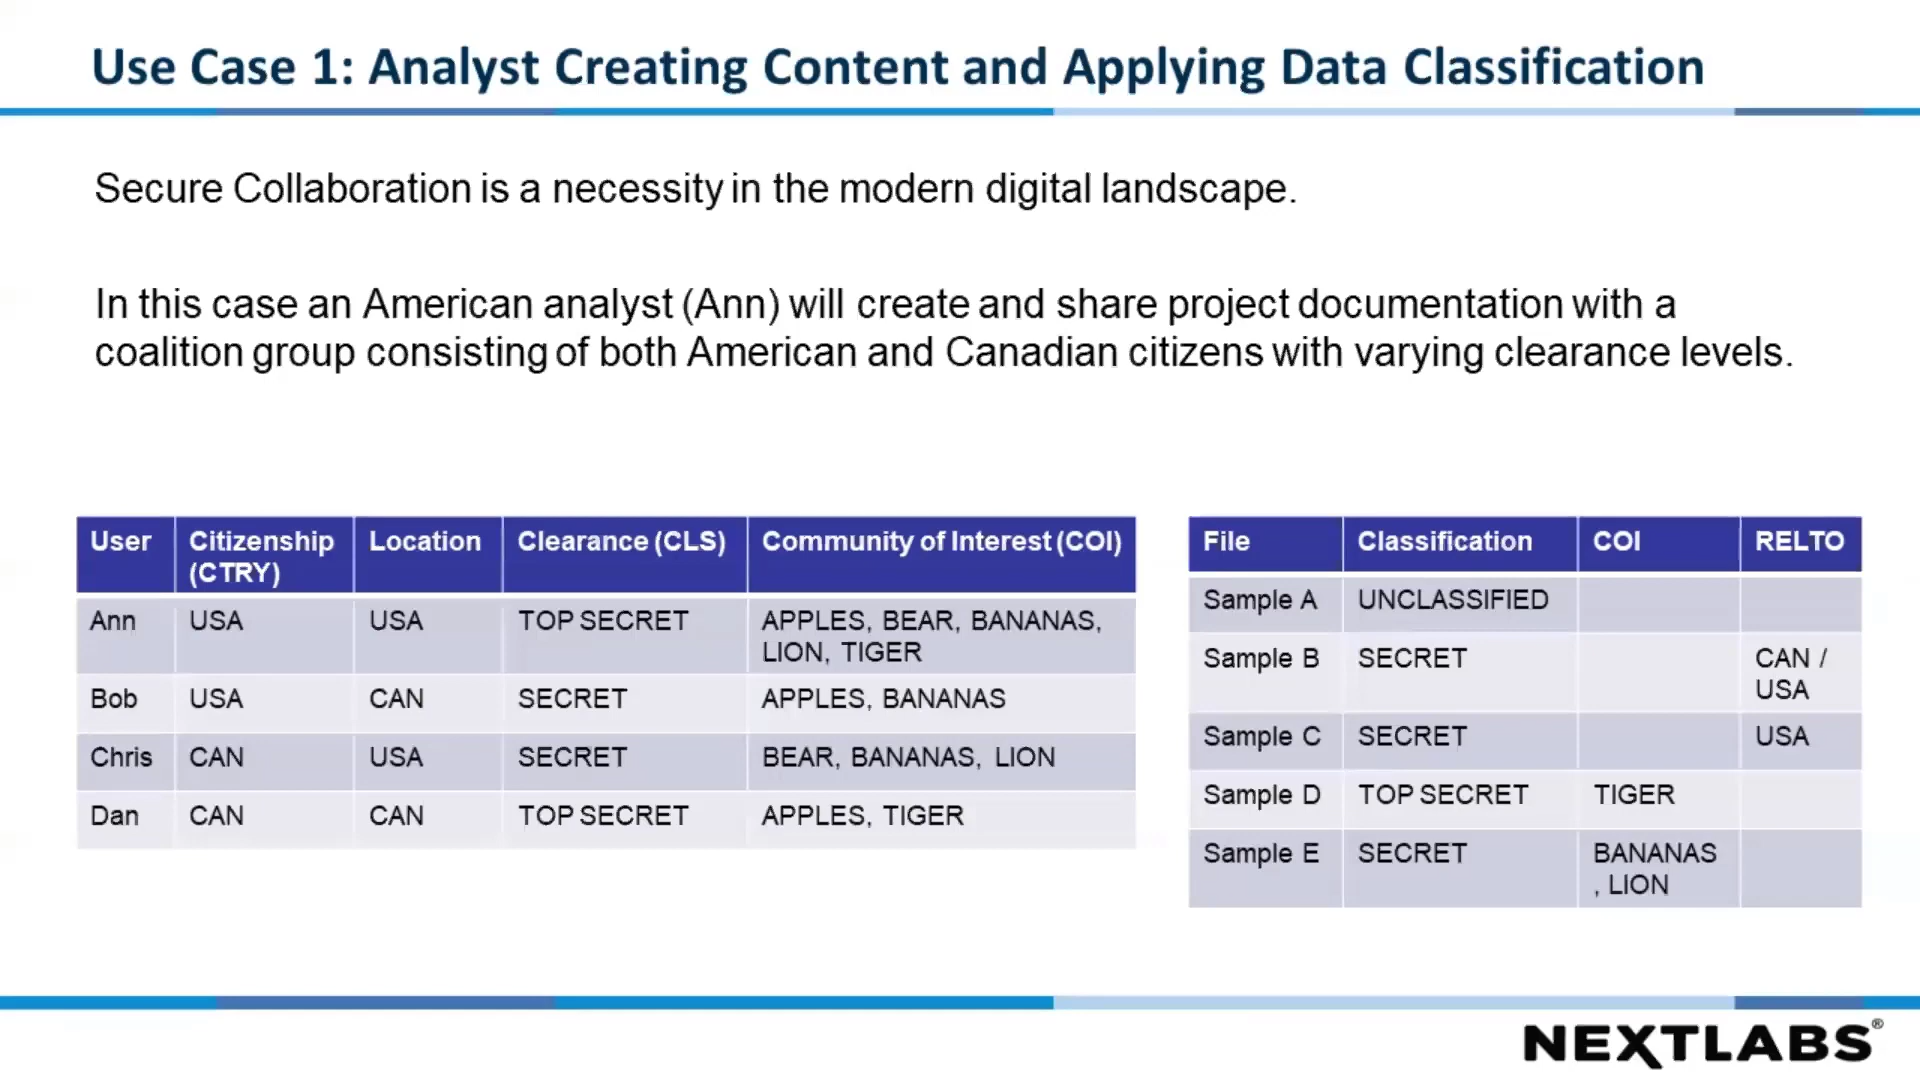 Use Case 1: Analyst Creating Content and Applying Data Classification
Secure Collaboration is a necessity in the modern digital landscape.
In this case an American analyst (Ann) will create and share project documentation with a
coalition group consisting of both American and Canadian citizens with varying clearance levels.
User Citizenship (CTRY) Location Clearance (CLS) Community of Interest (COI)
Ann USA USA TOP SECRET APPLES, BEAR, BANANAS,
LION, TIGER
Bob USA CAN SECRET APPLES, BANANAS
Chris CAN USA SECRET BEAR, BANANAS, LION
Dan CAN CAN TOP SECRET APPLES, TIGER
File Classification COI RELTO
Sample A UNCLASSIFIED
Sample B SECRET CAN /
USA
Sample C SECRET USA
Sample D TOP SECRET TIGER
Sample E SECRET BANANAS
, LION
NEXTLABS®